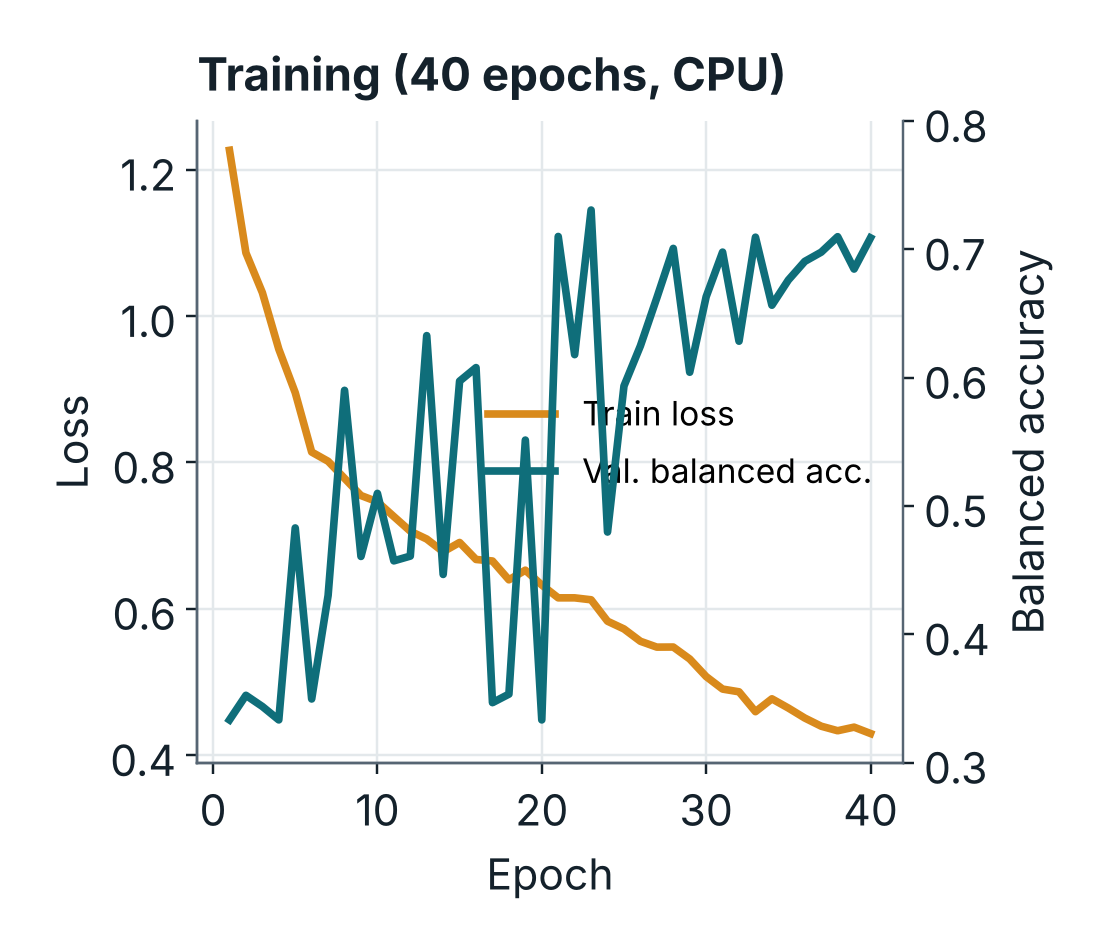 Training (40 epochs, CPU)
1.2
1.0
0.8
0.6
0.4
Loss
0.8
0.7
0.6
0.5
0.4
0.3
Balanced accuracy
Train loss
Val. balanced acc.
0 10 20 30 40
Epoch